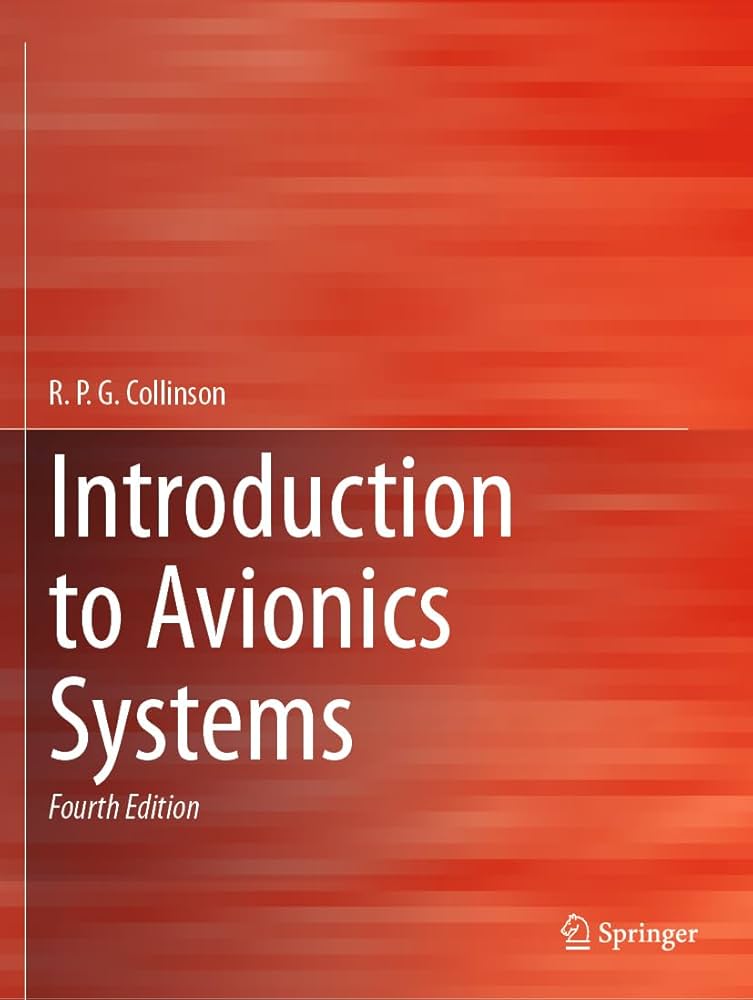 R. P. G. Collinson
Introduction
to Avionics
Systems
Fourth Edition
Springer